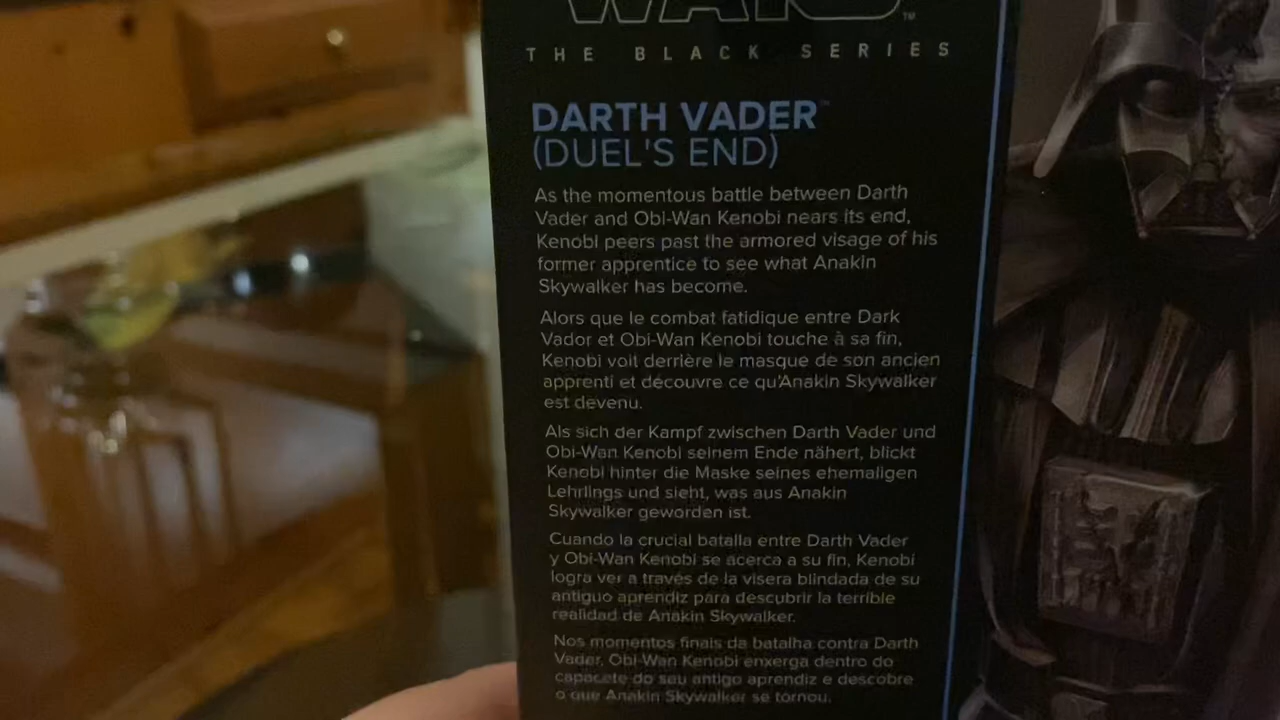 WARS™
THE BLACK SERIES
DARTH VADER™
(DUEL'S END)
As the momentous battle between Darth
Vader and Obi-Wan Kenobi nears its end,
Kenobi peers past the armored visage of his
former apprentice to see what Anakin
Skywalker has become.
Alors que le combat fatidique entre Dark
Vador et Obi-Wan Kenobi touche à sa fin,
Kenobi voit derrière le masque de son ancien
apprenti et découvre ce qu'Anakin Skywalker
est devenu.
Als sich der Kampf zwischen Darth Vader und
Obi-Wan Kenobi seinem Ende nähert, blickt
Kenobi hinter die Maske seines ehemaligen
Lehrlings und sieht, was aus Anakin
Skywalker geworden ist.
Cuando la crucial batalla entre Darth Vader
y Obi-Wan Kenobi se acerca a su fin, Kenobi
logra ver a través de la visera blindada de su
antiguo aprendiz para descubrir la terrible
realidad de Anakin Skywalker.
Nos momentos finais da batalha contra Darth
Vader, Obi-Wan Kenobi enxerga dentro do
capacete do seu antigo aprendiz e descobre
o que Anakin Skywalker se tornou.